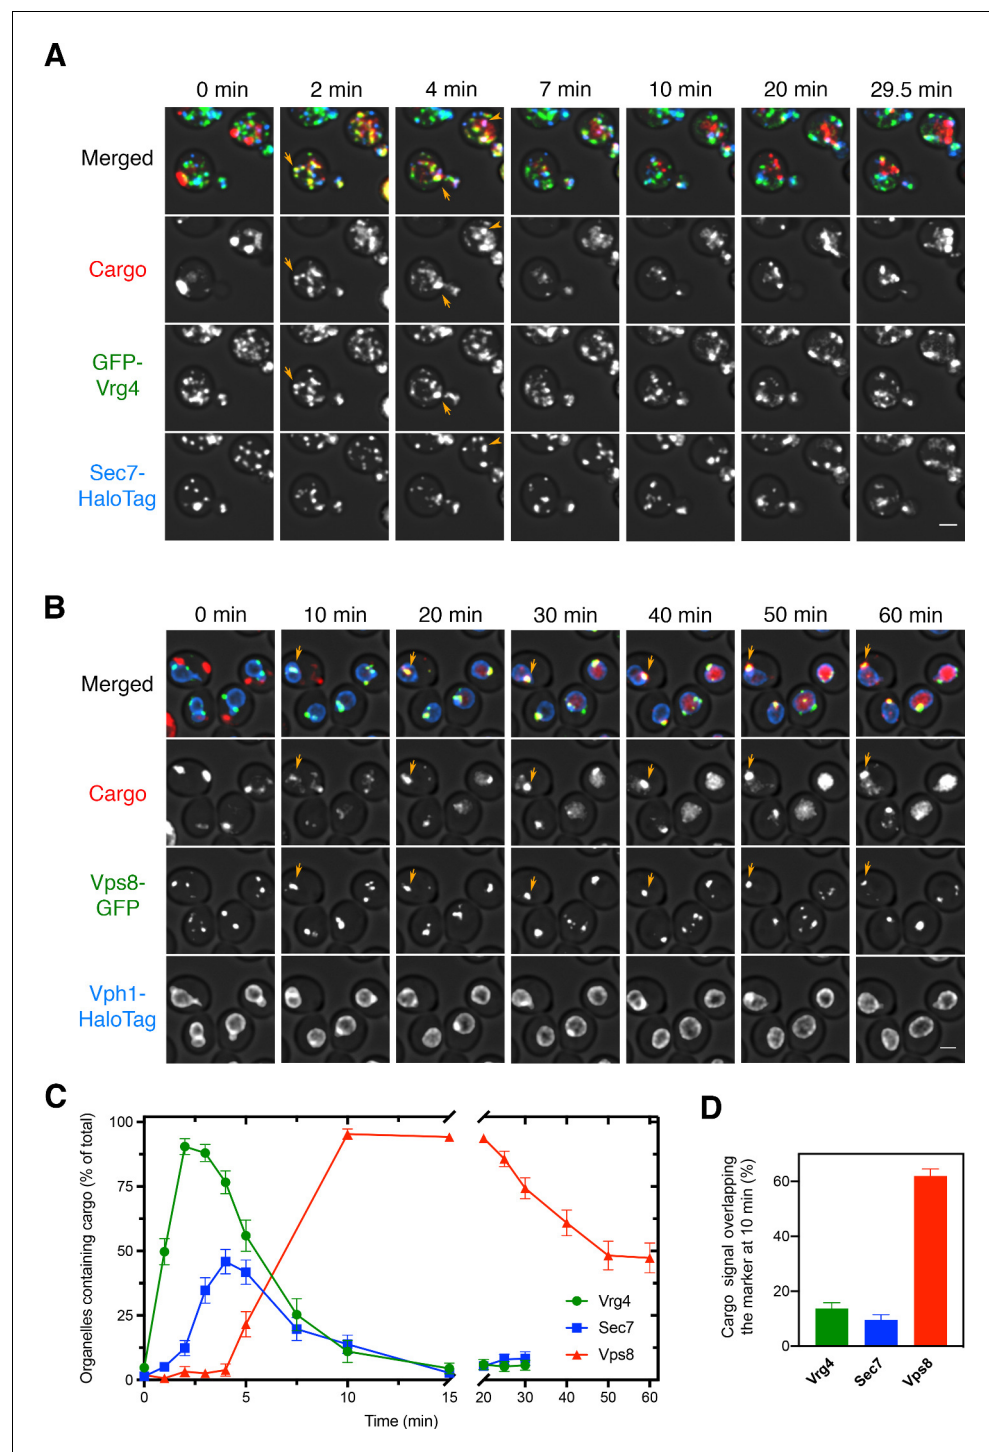 A
0 min 2 min 4 min 7 min 10 min 20 min 29.5 min
Merged
Cargo
GFP-
Vrg4
Sec7-
HaloTag
B
0 min 10 min 20 min 30 min 40 min 50 min 60 min
Merged
Cargo
Vps8-
GFP
Vph1-
HaloTag
C
Organelles containing cargo (% of total)
100
75
50
25
0
Vrg4
Sec7
Vps8
0 5 10 15 20 30 40 50 60
Time (min)
D
Cargo signal overlapping
the marker at 10 min (%)
60
40
20
0
Vrg4 Sec7 Vps8